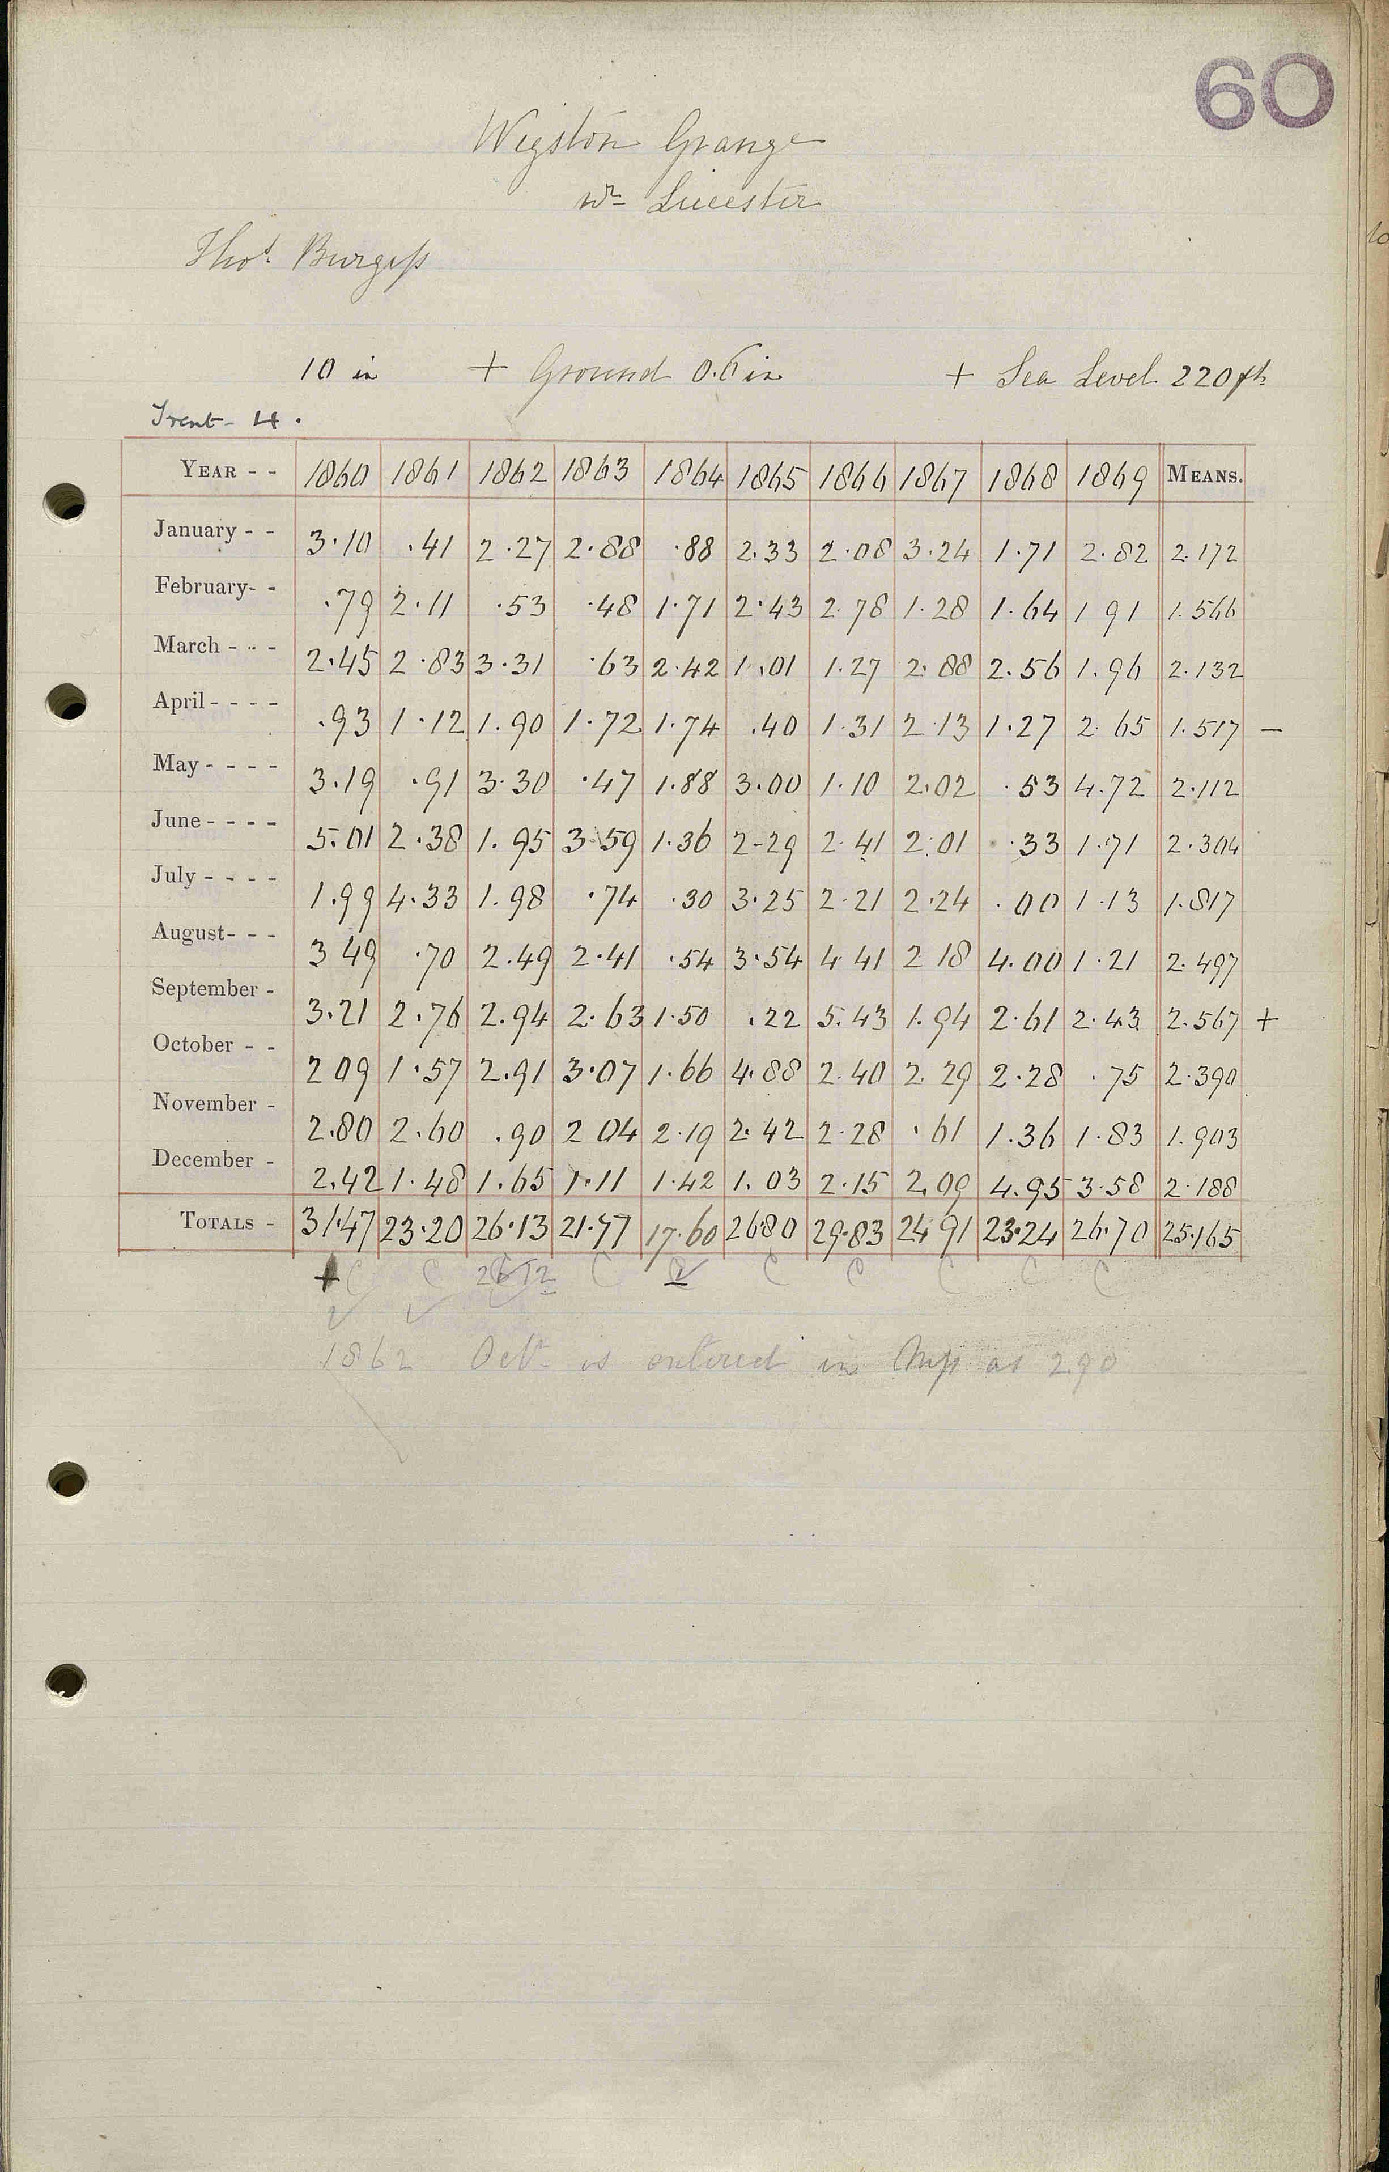 60
Wigston Grange
nr Leicester
Thos. Burgess
10 in + Ground 0.6 in + Sea Level 220 ft
Trent - 4.
YEAR - - 1860 1861 1862 1863 1864 1865 1866 1867 1868 1869 MEANS.
January - - 3.10 .41 2.27 2.88 .88 2.33 2.08 3.24 1.71 2.82 2.172
February- - .79 2.11 .53 .48 1.71 2.43 2.78 1.28 1.64 1 91 1.566
March - - - 2.45 2.83 3.31 .63 2.42 1.01 1.27 2.88 2.56 1.96 2.132
April - - - - .93 1.12 1.90 1.72 1.74 .40 1.31 2.13 1.27 2.65 1.517 —
May - - - - 3.19 .91 3.30 .47 1.88 3.00 1.10 2.02 .53 4.72 2.112
June - - - - 5.01 2.38 1.95 3.59 1.36 2-29 2.41 2.01 .33 1.71 2.304
July - - - - 1.99 4.33 1.98 .74 .30 3.25 2.21 2.24 .00 1.13 1.817
August- - - 3 49 .70 2.49 2.41 .54 3.54 4.41 2 18 4.00 1.21 2.497
September - 3.21 2.76 2.94 2.63 1.50 .22 5.43 1.94 2.61 2.43 2.567 +
October - - 2 09 1.57 2.91 3.07 1.66 4.88 2.40 2.29 2.28 .75 2.390
November - 2.80 2.60 .90 2 04 2.19 2.42 2.28 .61 1.36 1.83 1.903
December - 2.42 1.48 1.65 1.11 1.42 1.03 2.15 2.09 4.95 3.58 2.188
TOTALS - 31.47 23.20 26.13 21.77 17.60 26.80 29.83 24 91 23.24 26.70 25.165
+ C C 26 12 C C C C C C
1862 Octr is entered in Mss as 2.90